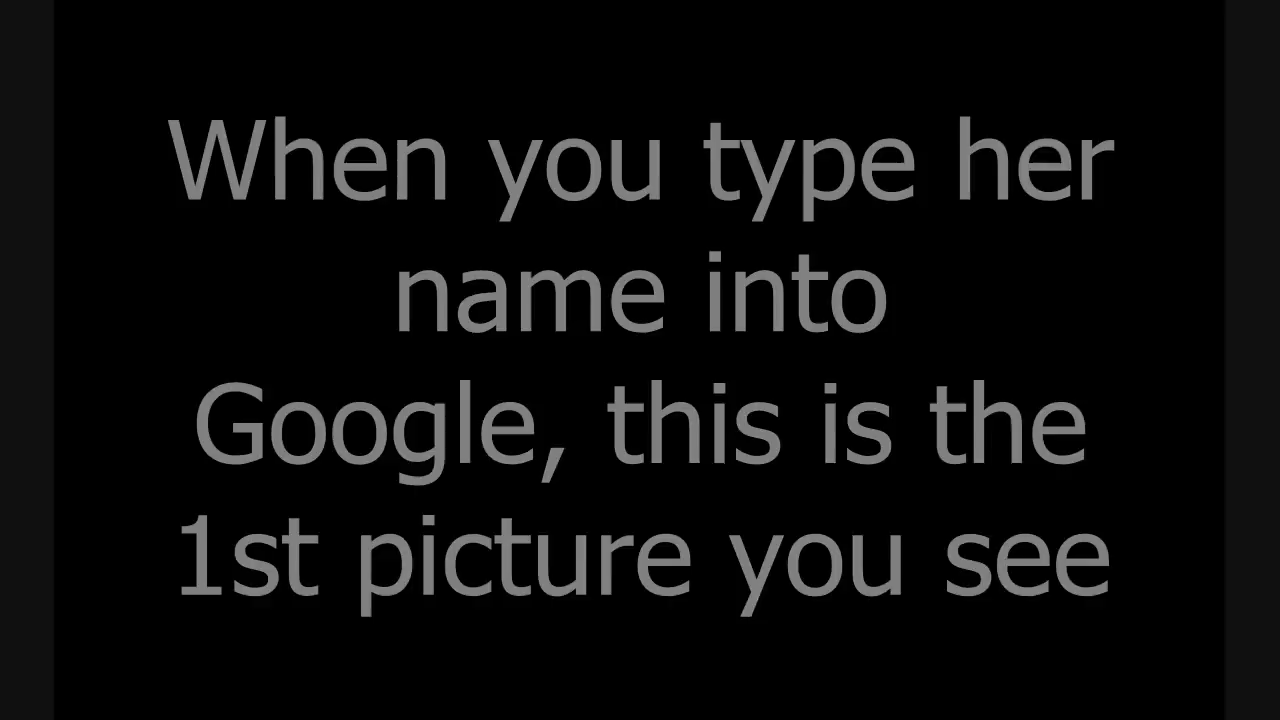 When you type her
name into
Google, this is the
1st picture you see